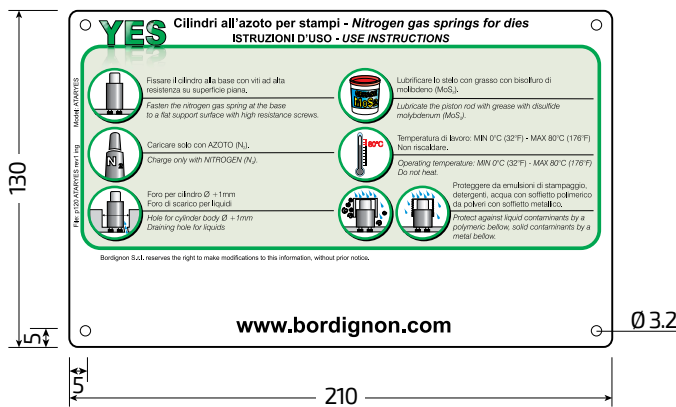 YES
Cilindri all'azoto per stampi - Nitrogen gas springs for dies
ISTRUZIONI D'USO - USE INSTRUCTIONS
Model: ATARYES
File: p120 ATARYES rev1 ing
Fissare il cilindro alla base con viti ad alta
resistenza su superficie piana.
Fasten the nitrogen gas spring at the base
to a flat support surface with high resistance screws.
N2
Caricare solo con AZOTO (N₂).
Charge only with NITROGEN (N₂).
Foro per cilindro Ø +1mm
Foro di scarico per liquidi
Hole for cylinder body Ø +1mm
Draining hole for liquids
MoS2
Lubrificare lo stelo con grasso con bisolfuro di
molibdeno (MoS₂).
Lubricate the piston rod with grease with disulfide
molybdenum (MoS₂).
80°C
Temperatura di lavoro: MIN 0°C (32°F) - MAX 80°C (176°F)
Non riscaldare.
Operating temperature: MIN 0°C (32°F) - MAX 80°C (176°F)
Do not heat.
Proteggere da emulsioni di stampaggio,
detergenti, acqua con soffietto polimerico
da polveri con soffietto metallico.
Protect against liquid contaminants by a
polymeric bellow, solid contaminants by a
metal bellow.
Bordignon S.r.l. reserves the right to make modifications to this information, without prior notice.
www.bordignon.com
130
5
5
210
Ø 3.2